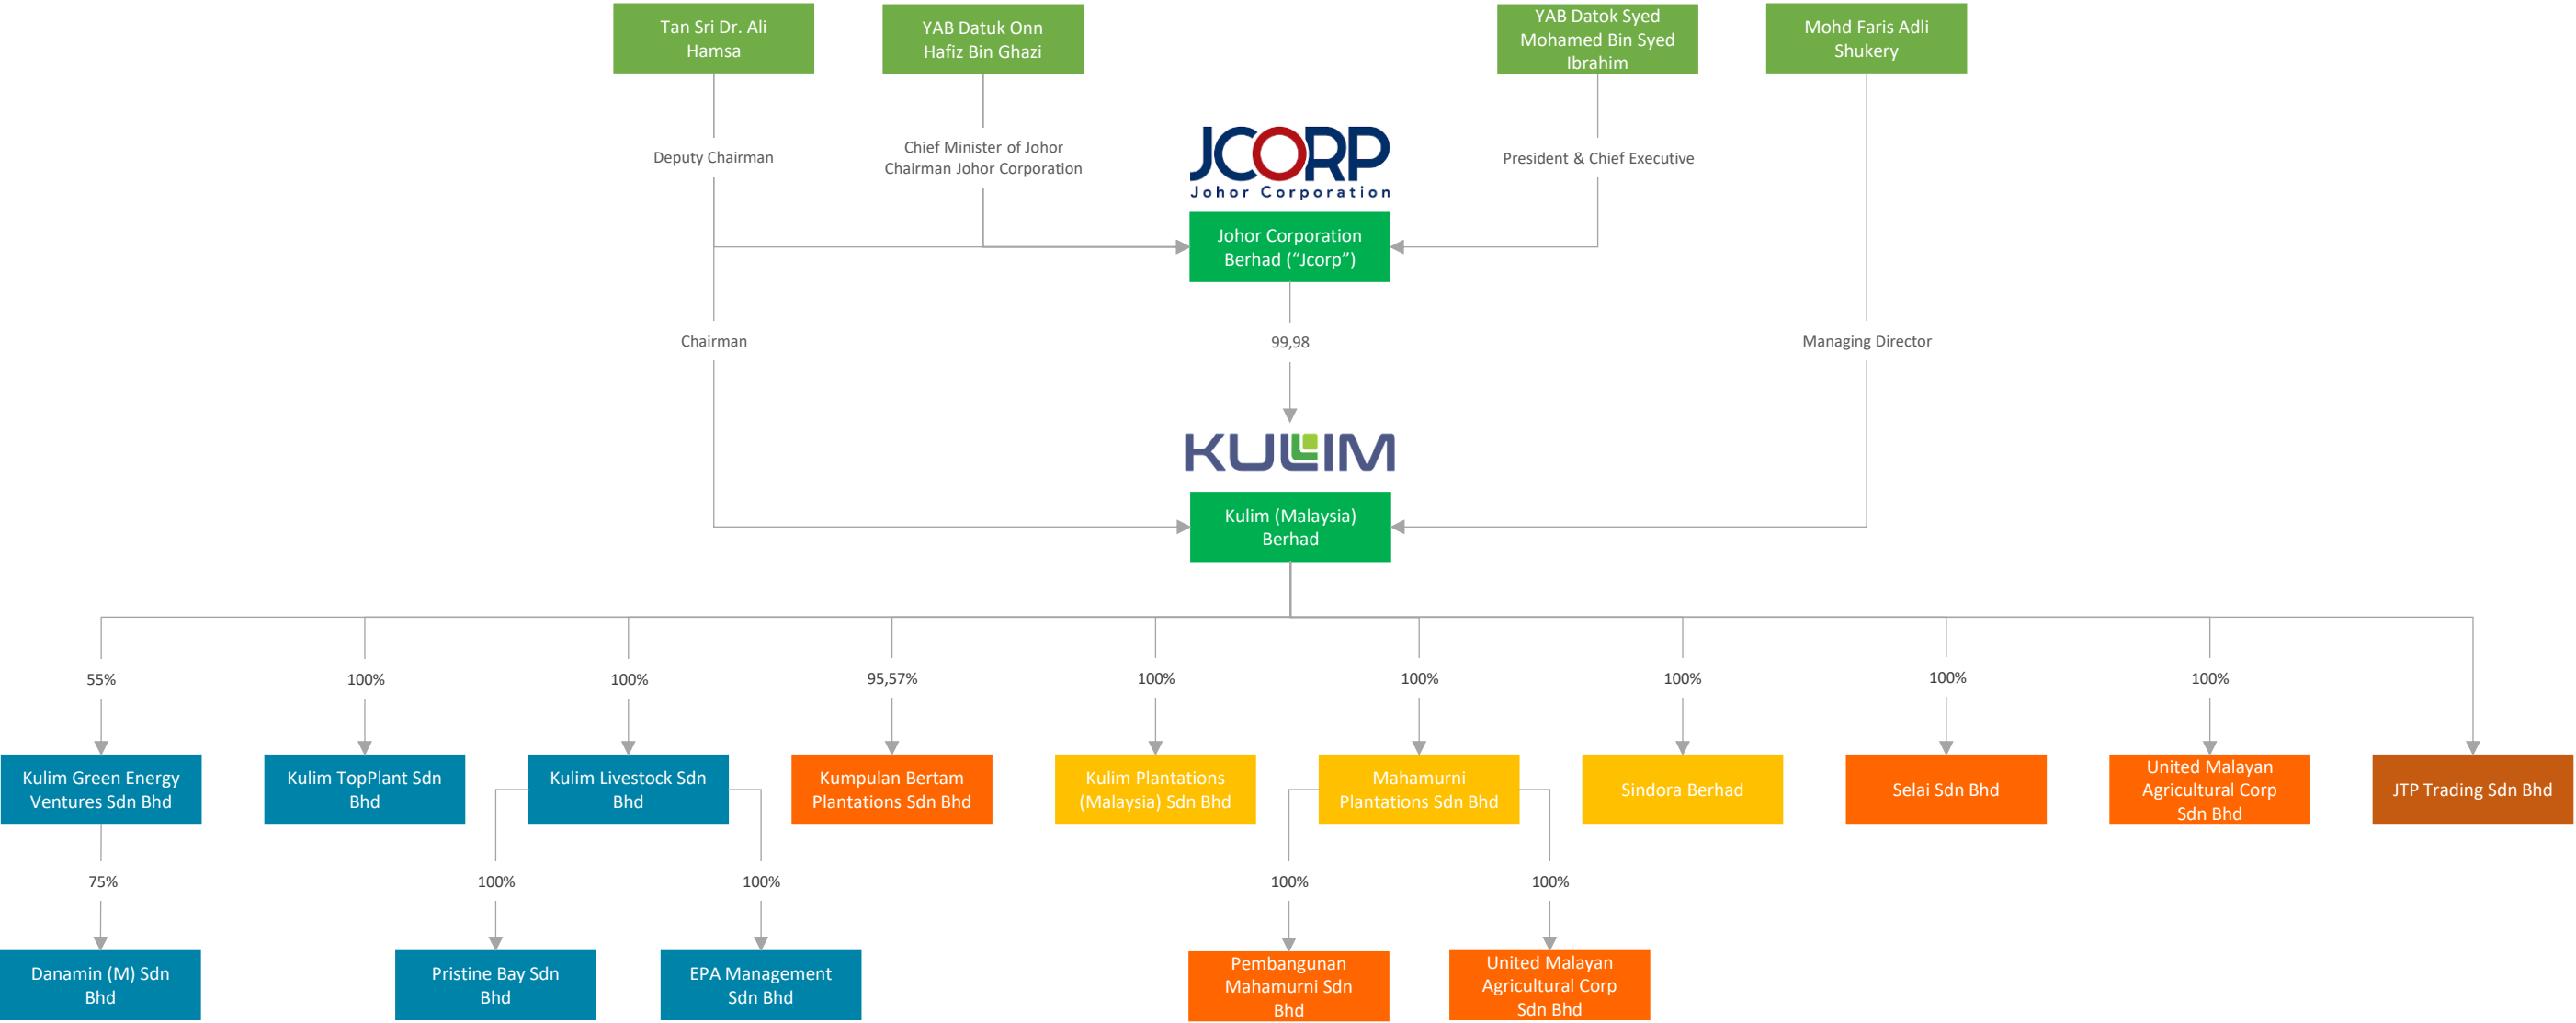 Tan Sri Dr. Ali
Hamsa
YAB Datuk Onn
Hafiz Bin Ghazi
YAB Datok Syed
Mohamed Bin Syed
Ibrahim
Mohd Faris Adli
Shukery
Deputy Chairman
Chief Minister of Johor
Chairman Johor Corporation
President & Chief Executive
JCORP
Johor Corporation
Johor Corporation
Berhad (“Jcorp”)
Chairman
99,98
Managing Director
KULIM
Kulim (Malaysia)
Berhad
55%
100%
100%
95,57%
100%
100%
100%
100%
100%
Kulim Green Energy
Ventures Sdn Bhd
Kulim TopPlant Sdn
Bhd
Kulim Livestock Sdn
Bhd
Kumpulan Bertam
Plantations Sdn Bhd
Kulim Plantations
(Malaysia) Sdn Bhd
Mahamurni
Plantations Sdn Bhd
Sindora Berhad
Selai Sdn Bhd
United Malayan
Agricultural Corp
Sdn Bhd
JTP Trading Sdn Bhd
75%
100%
100%
100%
100%
Danamin (M) Sdn
Bhd
Pristine Bay Sdn
Bhd
EPA Management
Sdn Bhd
Pembangunan
Mahamurni Sdn
Bhd
United Malayan
Agricultural Corp
Sdn Bhd